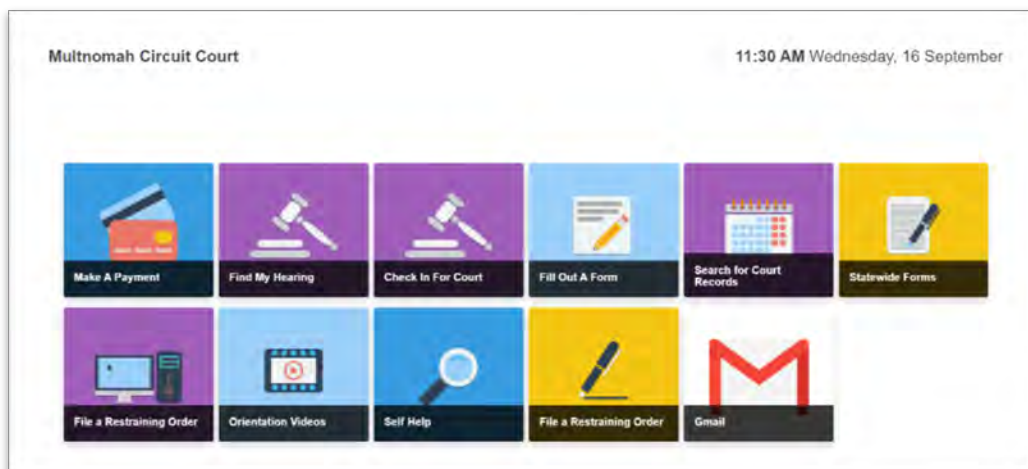 Multnomah Circuit Court
11:30 AM Wednesday, 16 September
Make A Payment
Find My Hearing
Check In For Court
Fill Out A Form
Search for Court
Records
Statewide Forms
File a Restraining Order
Orientation Videos
Self Help
File a Restraining Order
Gmail